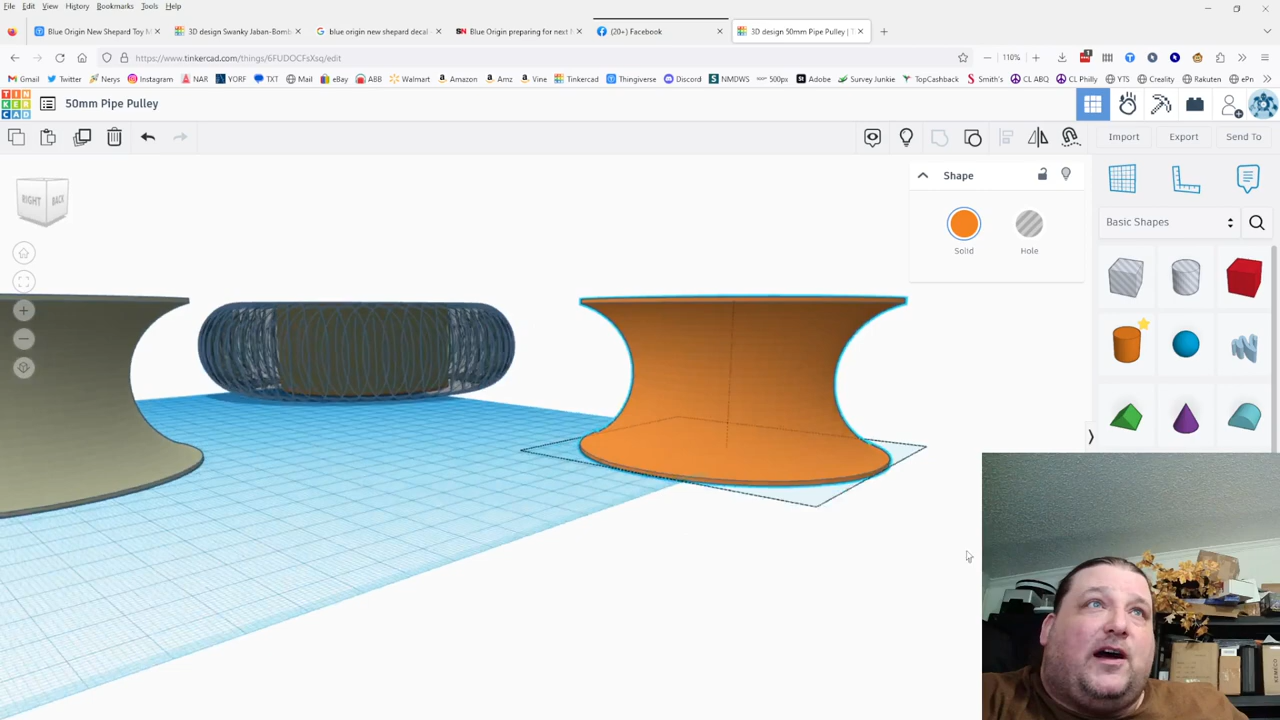 File Edit View History Bookmarks Tools Help
Blue Origin New Shepard Toy M
3D design Swanky Jaban-Bomb
blue origin new shepard decal -
Blue Origin preparing for next N
(20+) Facebook
3D design 50mm Pipe Pulley | T
https://www.tinkercad.com/things/6FUDOCFsXsq/edit
110%
Gmail Twitter Nerys Instagram NAR YORF TXT Mail eBay ABB Walmart Amazon Amz Vine Tinkercad Thingiverse Discord NMDWS 500px Adobe Survey Junkie TopCashback Smith's CL ABQ CL Philly YTS Creality Rakuten ePn
TIN
KER
CAD
50mm Pipe Pulley
Import Export Send To
RIGHT BACK
Shape
Solid Hole
Basic Shapes